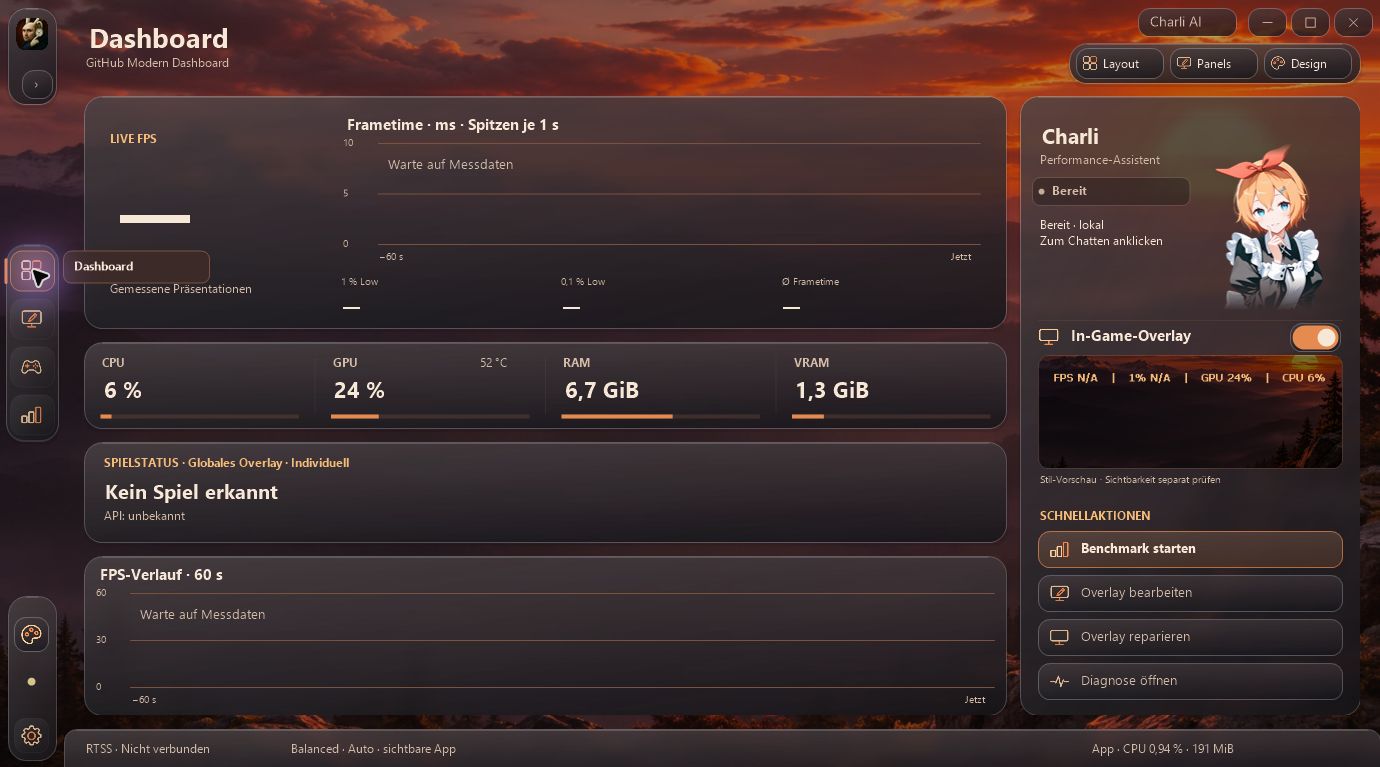 Dashboard
GitHub Modern Dashboard
Charli AI
Layout
Panels
Design
LIVE FPS
Frametime · ms · Spitzen je 1 s
10
Warte auf Messdaten
5
0
−60 s
Jetzt
Dashboard
Gemessene Präsentationen
1 % Low
0,1 % Low
Ø Frametime
—
—
—
CPU
6 %
GPU
52 °C
24 %
RAM
6,7 GiB
VRAM
1,3 GiB
SPIELSTATUS · Globales Overlay · Individuell
Kein Spiel erkannt
API: unbekannt
FPS-Verlauf · 60 s
60
Warte auf Messdaten
30
0
−60 s
Jetzt
Charli
Performance-Assistent
Bereit
Bereit · lokal
Zum Chatten anklicken
In-Game-Overlay
FPS N/A | 1% N/A | GPU 24% | CPU 6%
Stil-Vorschau · Sichtbarkeit separat prüfen
SCHNELLAKTIONEN
Benchmark starten
Overlay bearbeiten
Overlay reparieren
Diagnose öffnen
RTSS · Nicht verbunden
Balanced · Auto · sichtbare App
App · CPU 0,94 % · 191 MiB